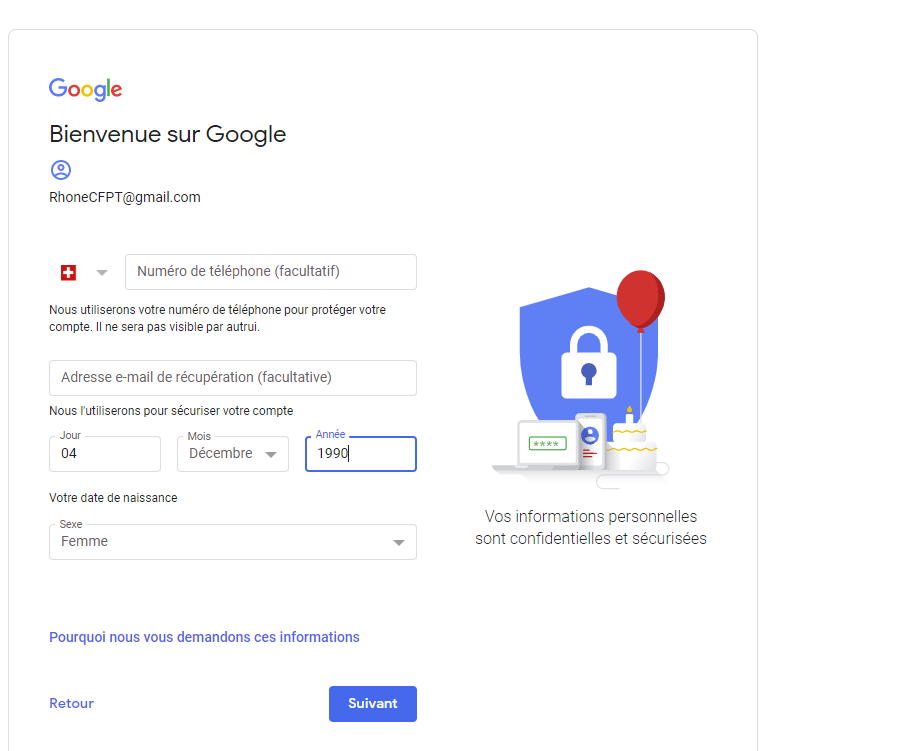 Google
Bienvenue sur Google
RhoneCFPT@gmail.com
Numéro de téléphone (facultatif)
Nous utiliserons votre numéro de téléphone pour protéger votre
compte. Il ne sera pas visible par autrui.
Adresse e-mail de récupération (facultative)
Nous l'utiliserons pour sécuriser votre compte
Jour
04
Mois
Décembre
Année
1990
Votre date de naissance
Sexe
Femme
Pourquoi nous vous demandons ces informations
Retour
Suivant
****
Vos informations personnelles
sont confidentielles et sécurisées